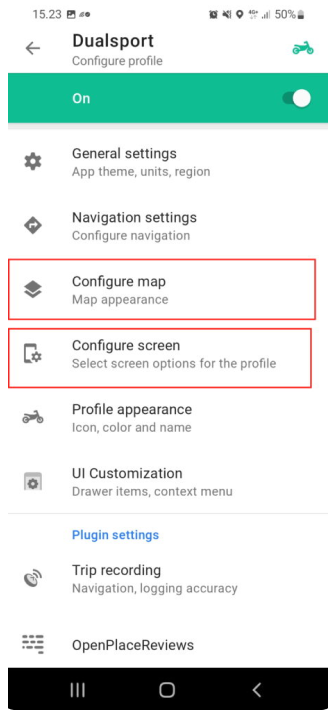 15.23
4G+
50%
Dualsport
Configure profile
On
General settings
App theme, units, region
Navigation settings
Configure navigation
Configure map
Map appearance
Configure screen
Select screen options for the profile
Profile appearance
Icon, color and name
UI Customization
Drawer items, context menu
Plugin settings
Trip recording
Navigation, logging accuracy
OpenPlaceReviews